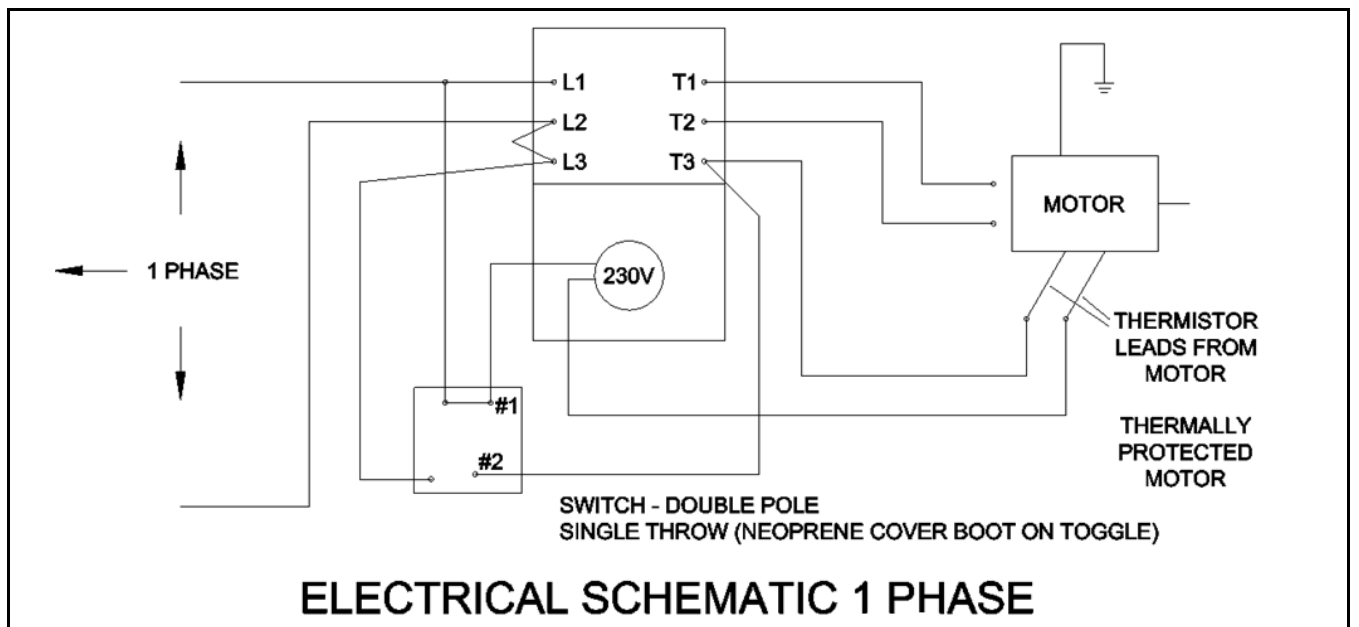 L1
T1
L2
T2
L3
T3
MOTOR
1 PHASE
230V
THERMISTOR
LEADS FROM
MOTOR
#1
THERMALLY
PROTECTED
MOTOR
#2
SWITCH - DOUBLE POLE
SINGLE THROW (NEOPRENE COVER BOOT ON TOGGLE)
ELECTRICAL SCHEMATIC 1 PHASE